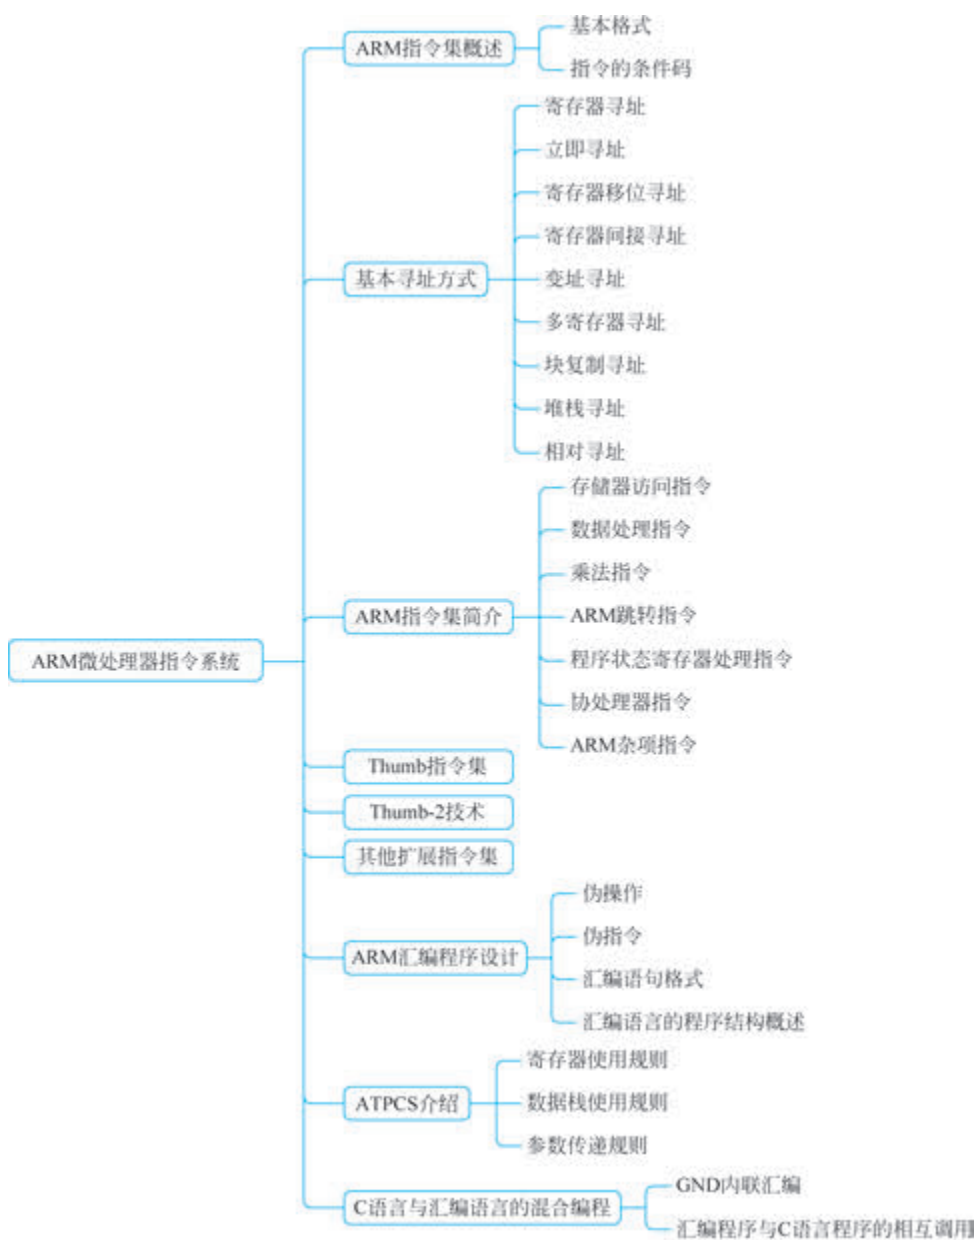 ARM微处理器指令系统
ARM指令集概述
基本格式
指令的条件码
基本寻址方式
寄存器寻址
立即寻址
寄存器移位寻址
寄存器间接寻址
变址寻址
多寄存器寻址
块复制寻址
堆栈寻址
相对寻址
ARM指令集简介
存储器访问指令
数据处理指令
乘法指令
ARM跳转指令
程序状态寄存器处理指令
协处理器指令
ARM杂项指令
Thumb指令集
Thumb-2技术
其他扩展指令集
ARM汇编程序设计
伪操作
伪指令
汇编语句格式
汇编语言的程序结构概述
ATPCS介绍
寄存器使用规则
数据栈使用规则
参数传递规则
C语言与汇编语言的混合编程
GND内联汇编
汇编程序与C语言程序的相互调用